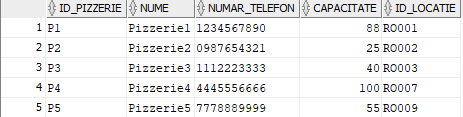 ID_PIZZERIE NUME NUMAR_TELEFON CAPACITATE ID_LOCATIE
1 P1 Pizzerie1 1234567890 88 RO001
2 P2 Pizzerie2 0987654321 25 RO002
3 P3 Pizzerie3 1112223333 40 RO003
4 P4 Pizzerie4 4445556666 100 RO007
5 P5 Pizzerie5 7778889999 55 RO009